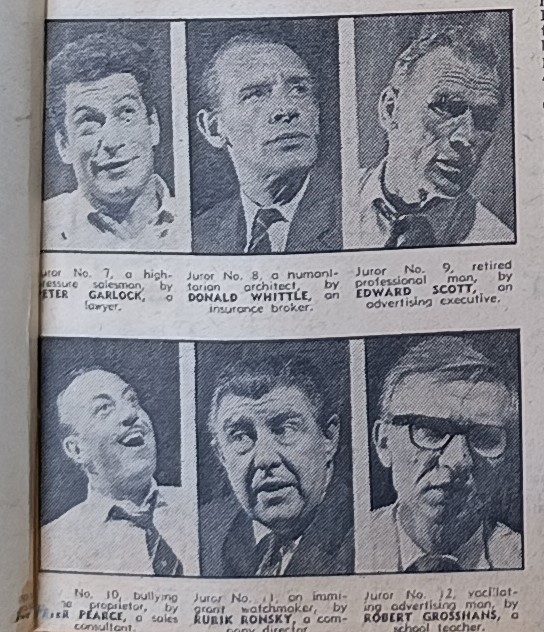 uror No. 7, a high-
ressure salesman, by
ETER GARLOCK, a
lawyer.
Juror No. 8, a humani-
tarian architect, by
DONALD WHITTLE, an
insurance broker.
Juror No. 9, retired
professional man, by
EDWARD SCOTT, an
advertising executive.
No. 10, bullying
proprietor, by
PEARCE, a sales
consultant.
Juror No. 11, an immi-
grant watchmaker, by
RURIK RONSKY, a com-
pany director.
Juror No. 12, vacillat-
ing advertising man, by
ROBERT GROSSHANS, a
school teacher.